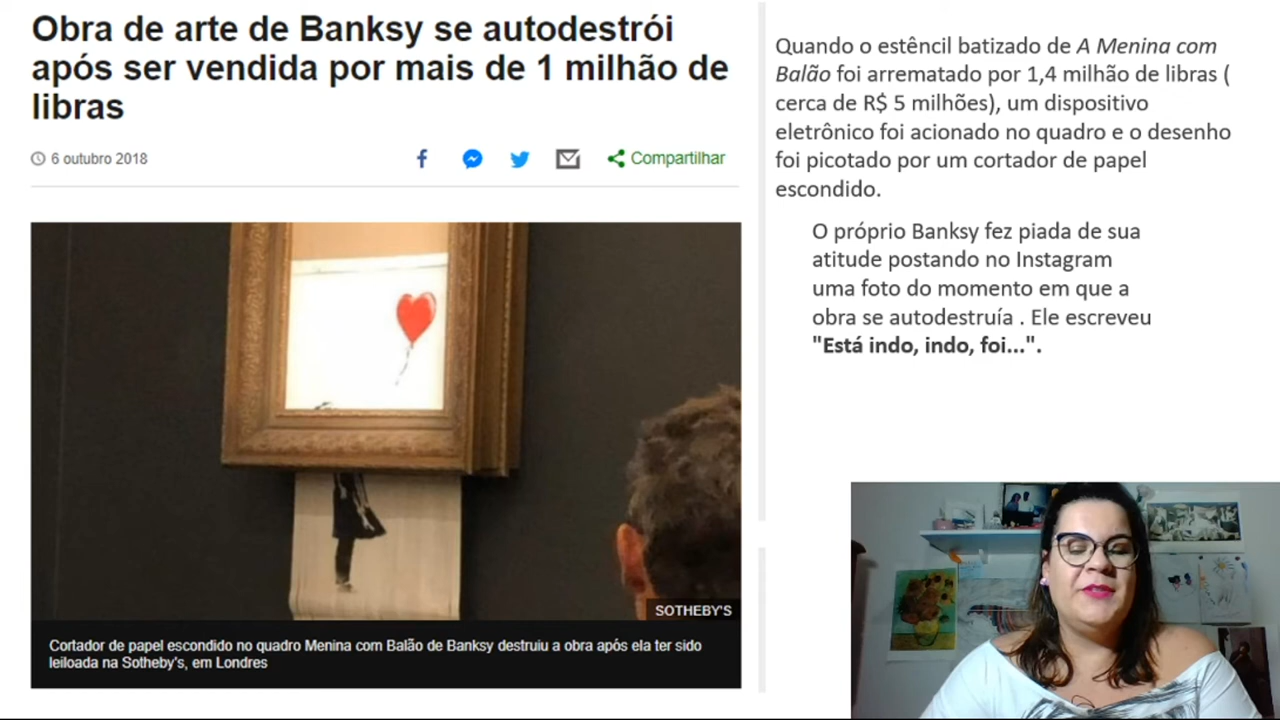 Obra de arte de Banksy se autodestrói
após ser vendida por mais de 1 milhão de
libras
6 outubro 2018
Compartilhar
SOTHEBY'S
Cortador de papel escondido no quadro Menina com Balão de Banksy destruiu a obra após ela ter sido
leiloada na Sotheby's, em Londres
Quando o estêncil batizado de A Menina com
Balão foi arrematado por 1,4 milhão de libras (
cerca de R$ 5 milhões), um dispositivo
eletrônico foi acionado no quadro e o desenho
foi picotado por um cortador de papel
escondido.
O próprio Banksy fez piada de sua
atitude postando no Instagram
uma foto do momento em que a
obra se autodestruía . Ele escreveu
"Está indo, indo, foi...".